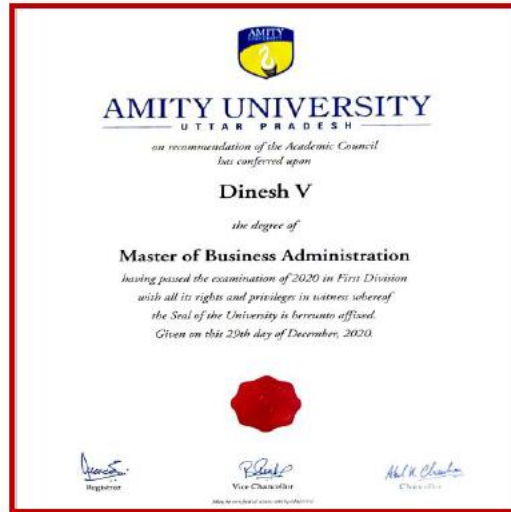 AMITY
UNIVERSITY
AMITY UNIVERSITY
UTTAR PRADESH
on recommendation of the Academic Council
has conferred upon
Dinesh V
the degree of
Master of Business Administration
having passed the examination of 2020 in First Division
with all its rights and privileges in witness whereof
the Seal of the University is hereunto affixed.
Given on this 29th day of December, 2020.
Registrar
Vice Chancellor
Chancellor